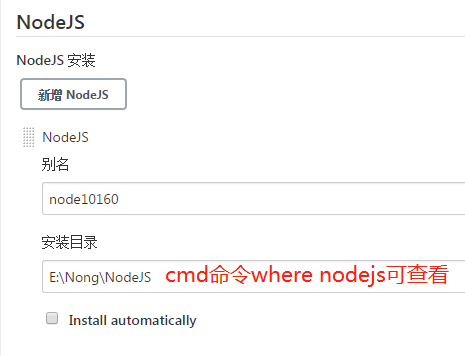 NodeJS
NodeJS 安装
新增 NodeJS
NodeJS
别名
node10160
安装目录
E:\Nong\NodeJS cmd命令where nodejs可查看
Install automatically